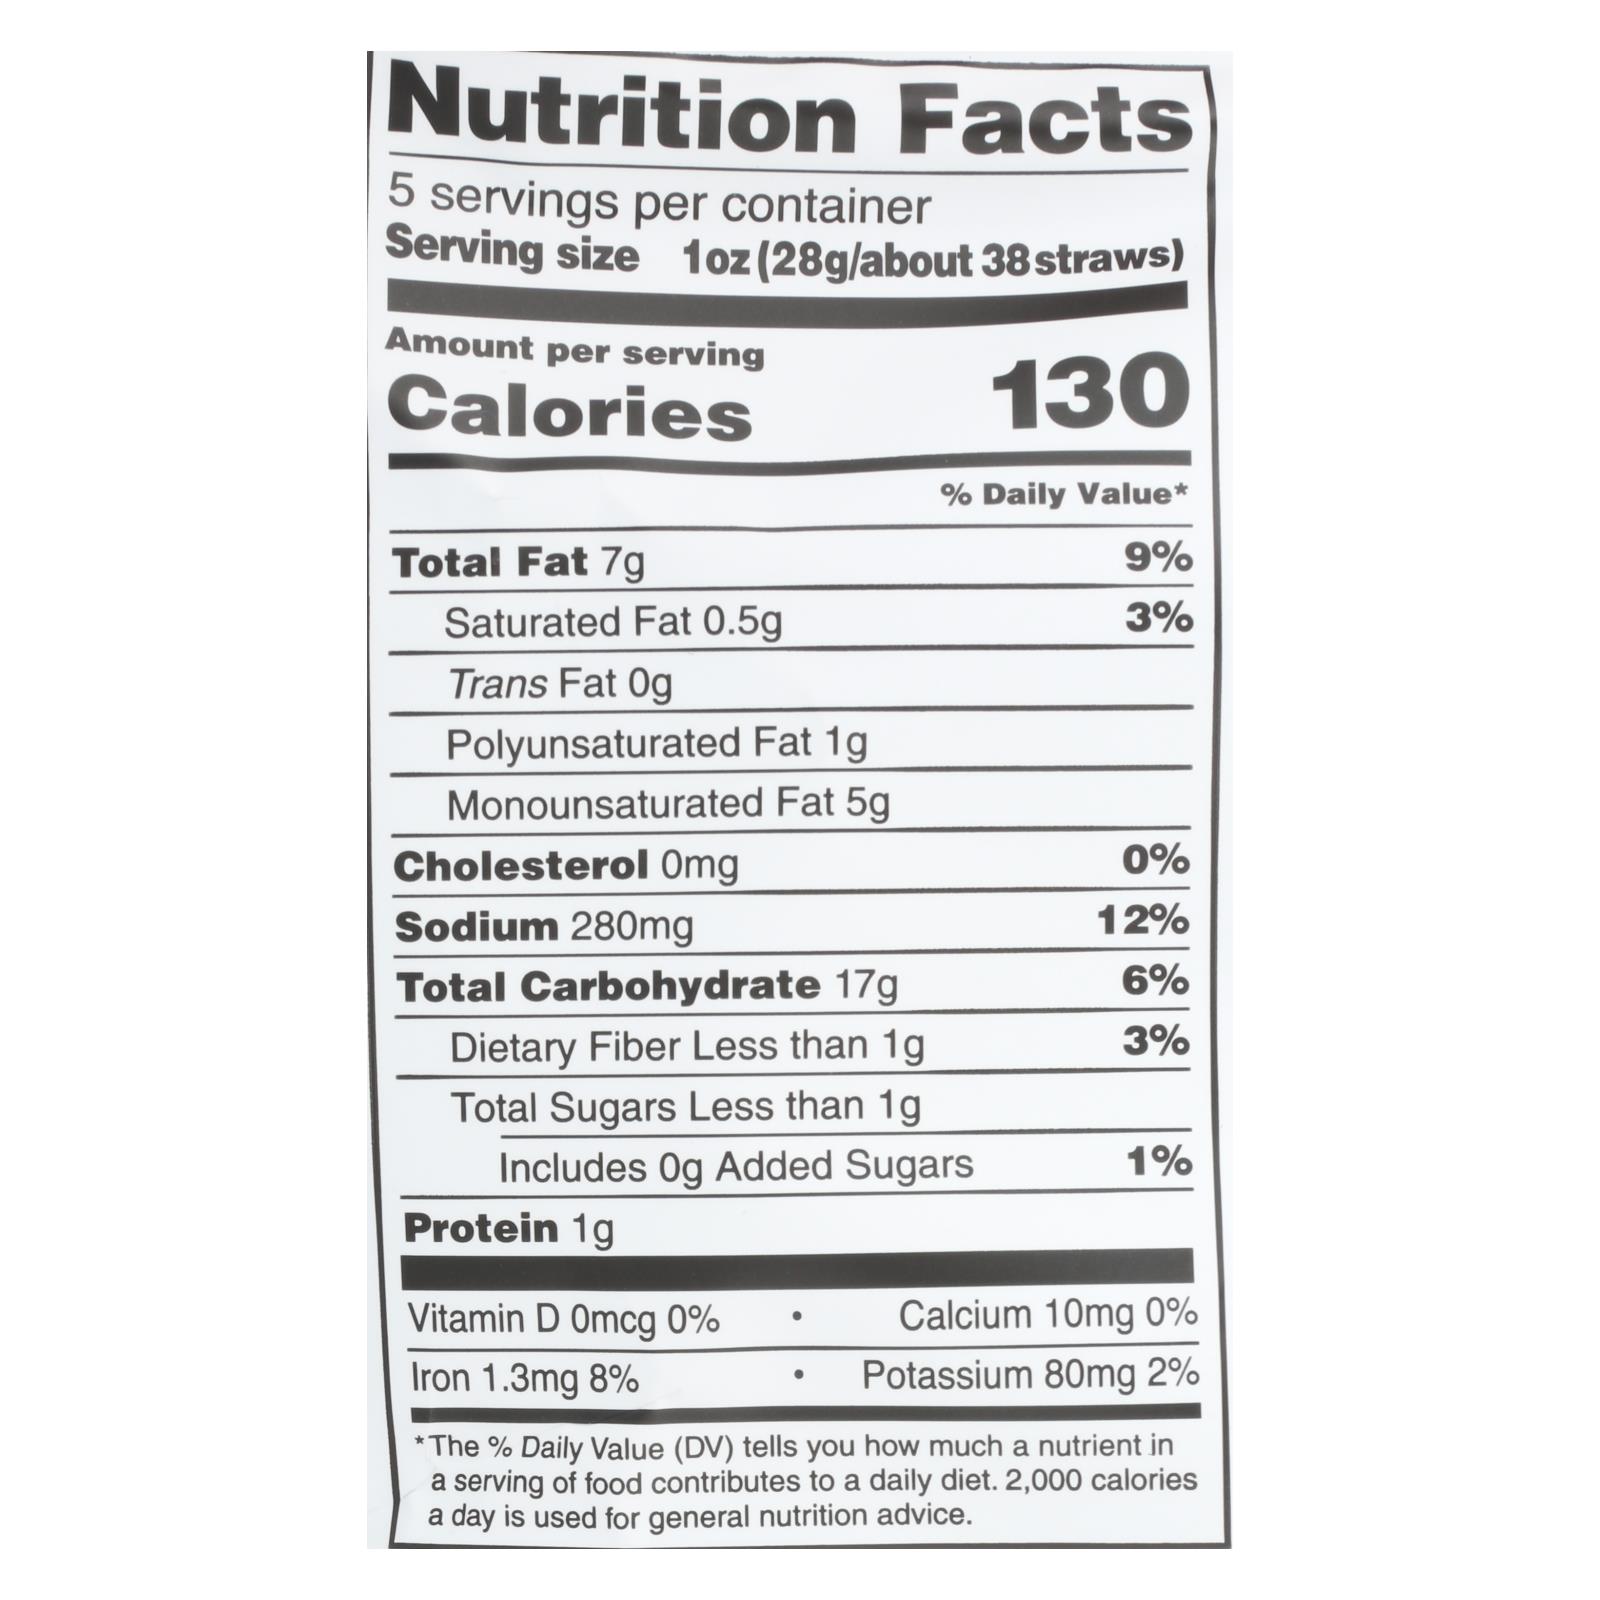 Nutrition Facts
5 servings per container
Serving size 1oz (28g/about 38 straws)
Amount per serving
Calories 130
% Daily Value*
Total Fat 7g 9%
Saturated Fat 0.5g 3%
Trans Fat 0g
Polyunsaturated Fat 1g
Monounsaturated Fat 5g
Cholesterol 0mg 0%
Sodium 280mg 12%
Total Carbohydrate 17g 6%
Dietary Fiber Less than 1g 3%
Total Sugars Less than 1g
Includes 0g Added Sugars 1%
Protein 1g
Vitamin D 0mcg 0% • Calcium 10mg 0%
Iron 1.3mg 8% • Potassium 80mg 2%
*The % Daily Value (DV) tells you how much a nutrient in
a serving of food contributes to a daily diet. 2,000 calories
a day is used for general nutrition advice.